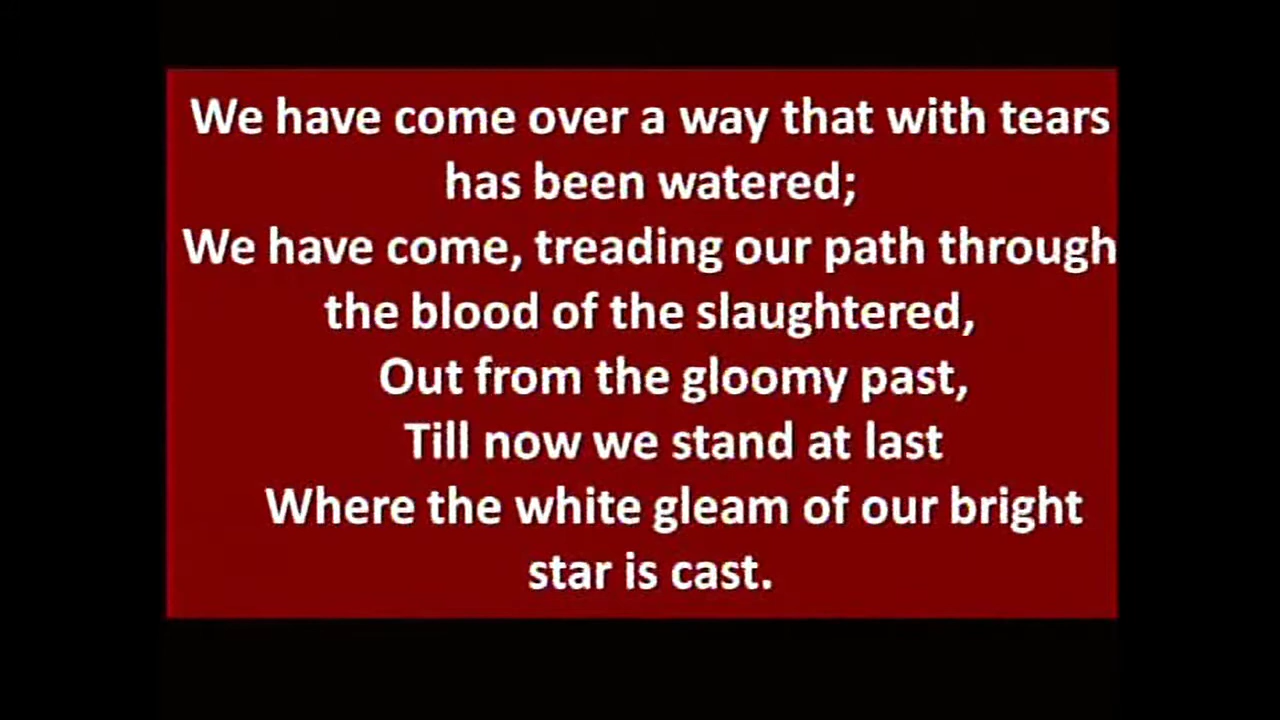 We have come over a way that with tears
has been watered;
We have come, treading our path through
the blood of the slaughtered,
Out from the gloomy past,
Till now we stand at last
Where the white gleam of our bright
star is cast.